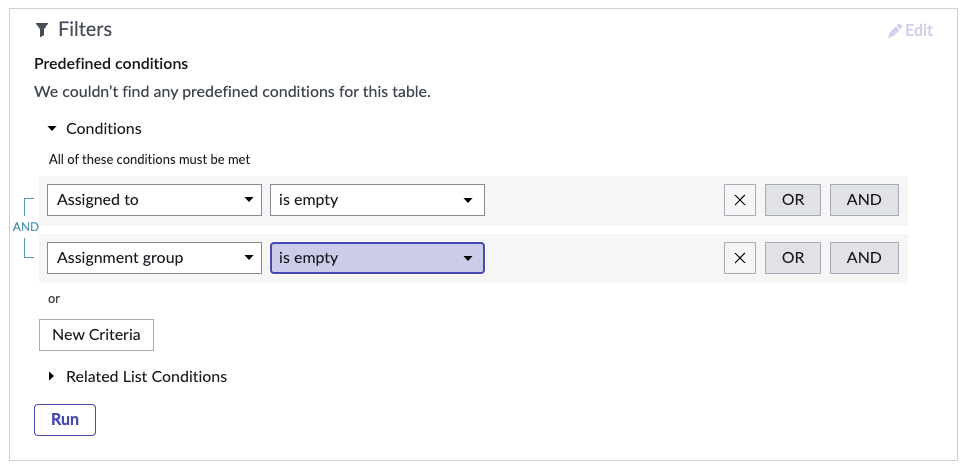 Filters
Edit
Predefined conditions
We couldn't find any predefined conditions for this table.
Conditions
All of these conditions must be met
Assigned to is empty OR AND
AND
Assignment group is empty OR AND
or
New Criteria
Related List Conditions
Run